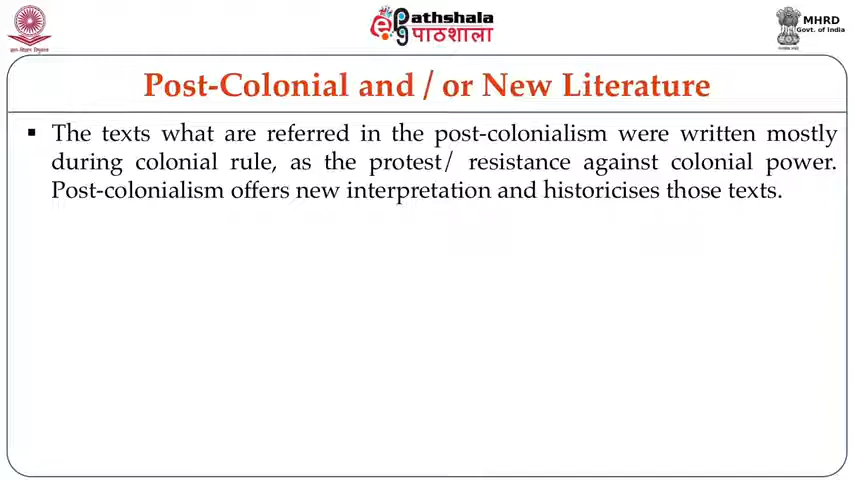 ePathshala
pg पाठशाला
MHRD
Govt. of India
Post-Colonial and / or New Literature
▪ The texts what are referred in the post-colonialism were written mostly
during colonial rule, as the protest/ resistance against colonial power.
Post-colonialism offers new interpretation and historicises those texts.